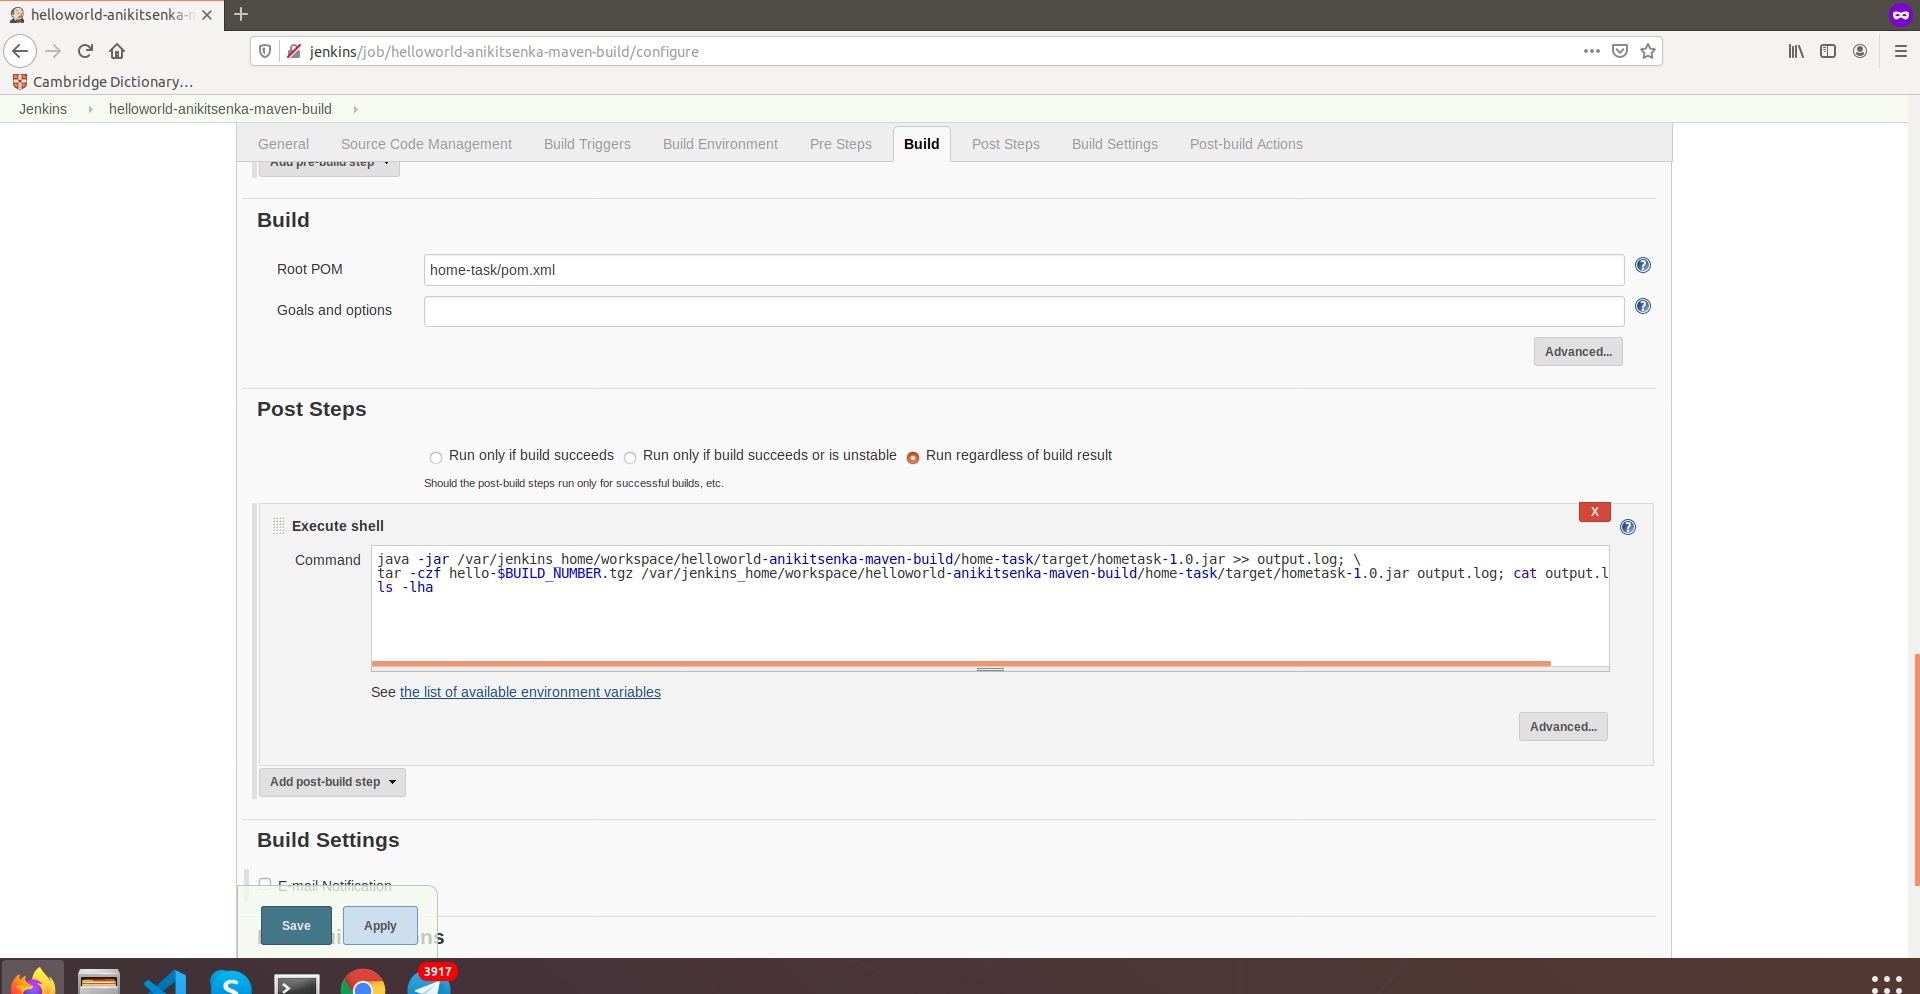 helloworld-anikitsenka-m
jenkins/job/helloworld-anikitsenka-maven-build/configure
Cambridge Dictionary…
Jenkins helloworld-anikitsenka-maven-build
General Source Code Management Build Triggers Build Environment Pre Steps Build Post Steps Build Settings Post-build Actions
Add pre-build step
Build
Root POM home-task/pom.xml
Goals and options
Advanced...
Post Steps
Run only if build succeeds Run only if build succeeds or is unstable Run regardless of build result
Should the post-build steps run only for successful builds, etc.
X
Execute shell
Command
java -jar /var/jenkins_home/workspace/helloworld-anikitsenka-maven-build/home-task/target/hometask-1.0.jar >> output.log; \
tar -czf hello-$BUILD_NUMBER.tgz /var/jenkins_home/workspace/helloworld-anikitsenka-maven-build/home-task/target/hometask-1.0.jar output.log; cat output.l
ls -lha
See the list of available environment variables
Advanced...
Add post-build step
Build Settings
E-mail Notification
Save Apply
3917